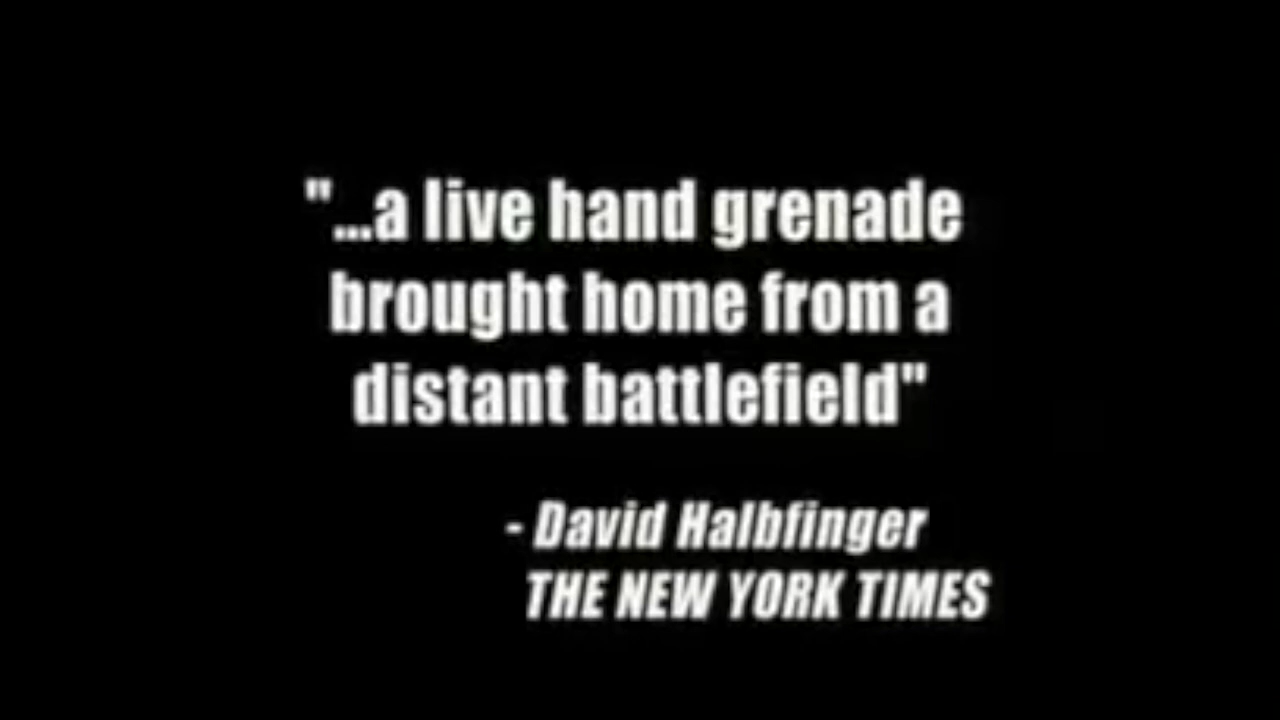 "...a live hand grenade
brought home from a
distant battlefield"
- David Halbfinger
THE NEW YORK TIMES